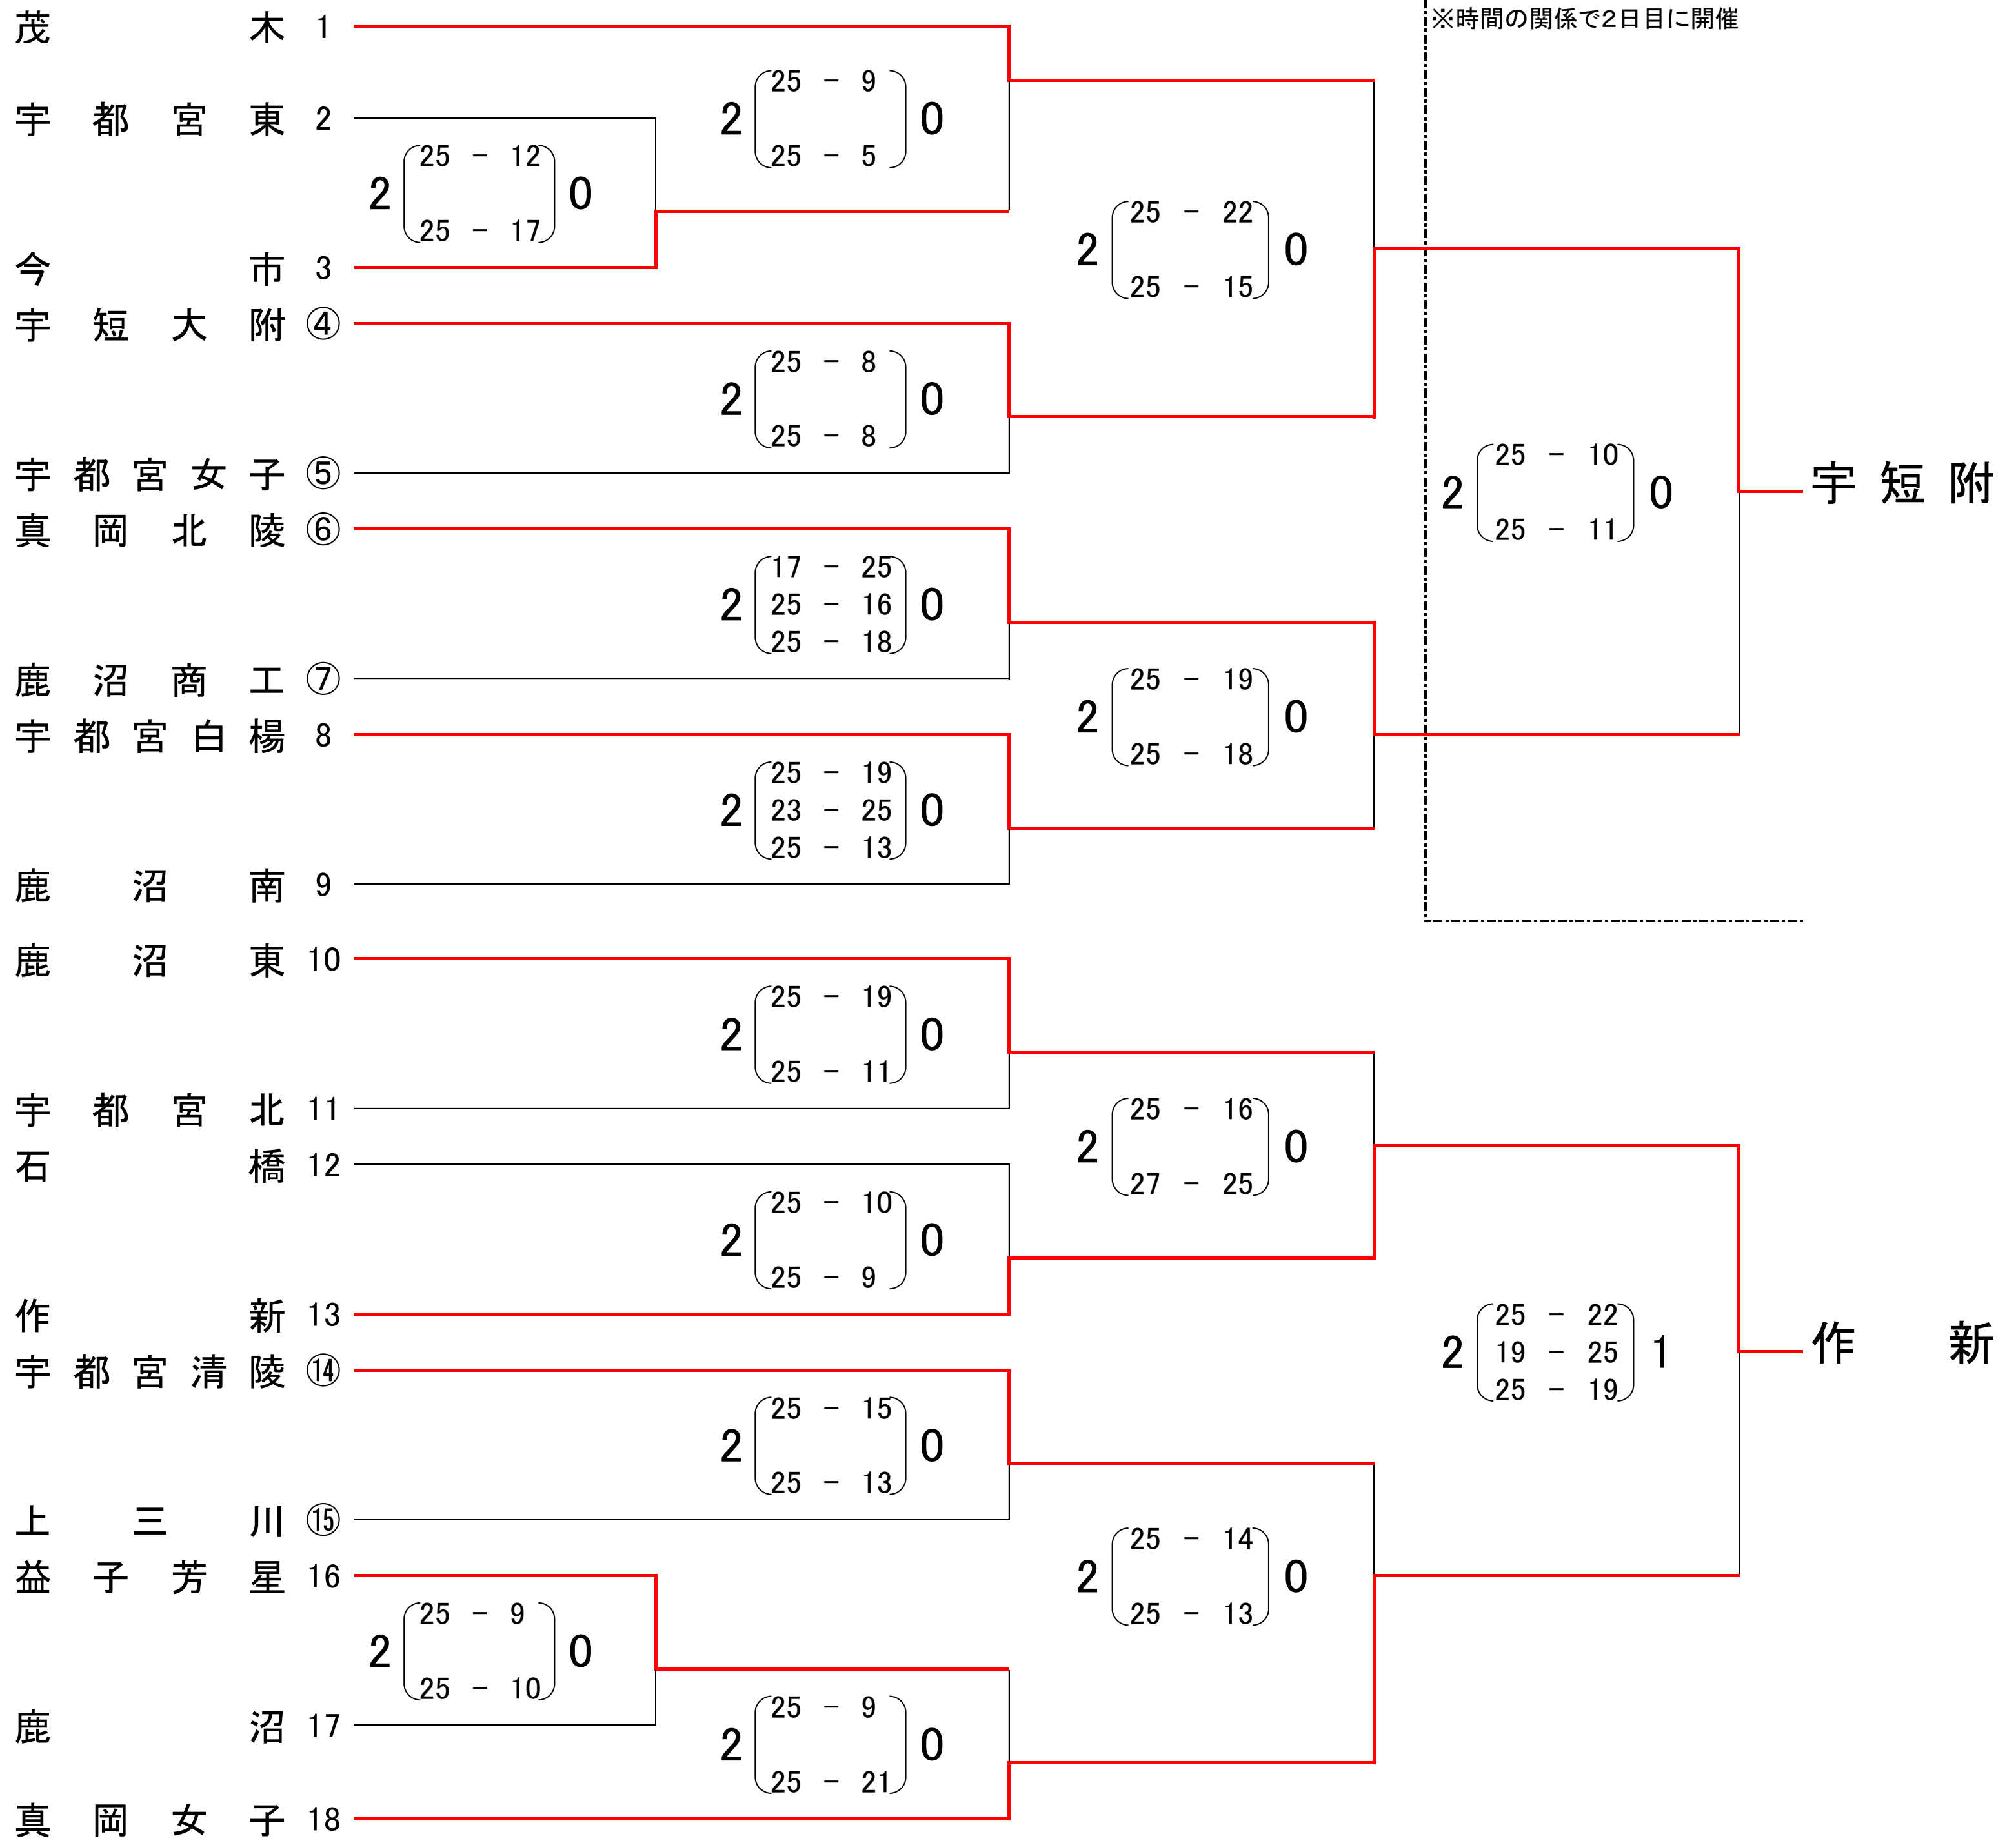 ※時間の関係で2日目に開催
茂木 1
25 - 9
2 0
25 - 5
宇都宮東 2
25 - 12
2 0
25 - 17
今市 3
25 - 22
2 0
25 - 15
宇短大附 ④
25 - 8
2 0
25 - 8
宇都宮女子 ⑤
25 - 10
2 0
25 - 11
宇短附
真岡北陵 ⑥
17 - 25
2 25 - 16 0
25 - 18
鹿沼商工 ⑦
25 - 19
2 0
25 - 18
宇都宮白楊 8
25 - 19
2 23 - 25 0
25 - 13
鹿沼南 9
鹿沼東 10
25 - 19
2 0
25 - 11
宇都宮北 11
25 - 16
2 0
27 - 25
石橋 12
25 - 10
2 0
25 - 9
作新 13
25 - 22
2 19 - 25 1
25 - 19
作新
宇都宮清陵 ⑭
25 - 15
2 0
25 - 13
上三川 ⑮
25 - 14
2 0
25 - 13
益子芳星 16
25 - 9
2 0
25 - 10
鹿沼 17
25 - 9
2 0
25 - 21
真岡女子 18